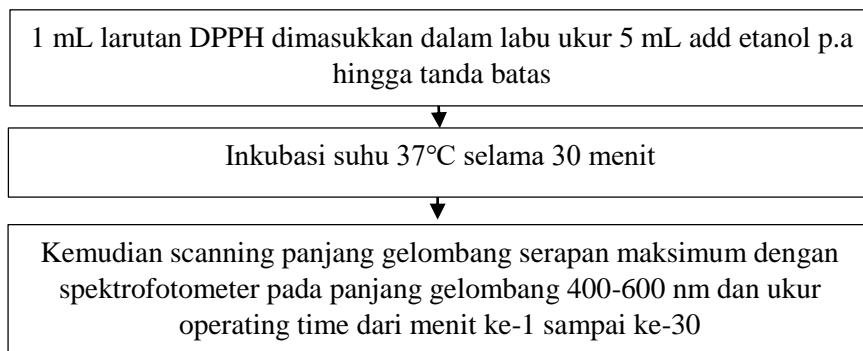 1 mL larutan DPPH dimasukkan dalam labu ukur 5 mL add etanol p.a
hingga tanda batas
Inkubasi suhu 37°C selama 30 menit
Kemudian scanning panjang gelombang serapan maksimum dengan
spektrofotometer pada panjang gelombang 400-600 nm dan ukur
operating time dari menit ke-1 sampai ke-30